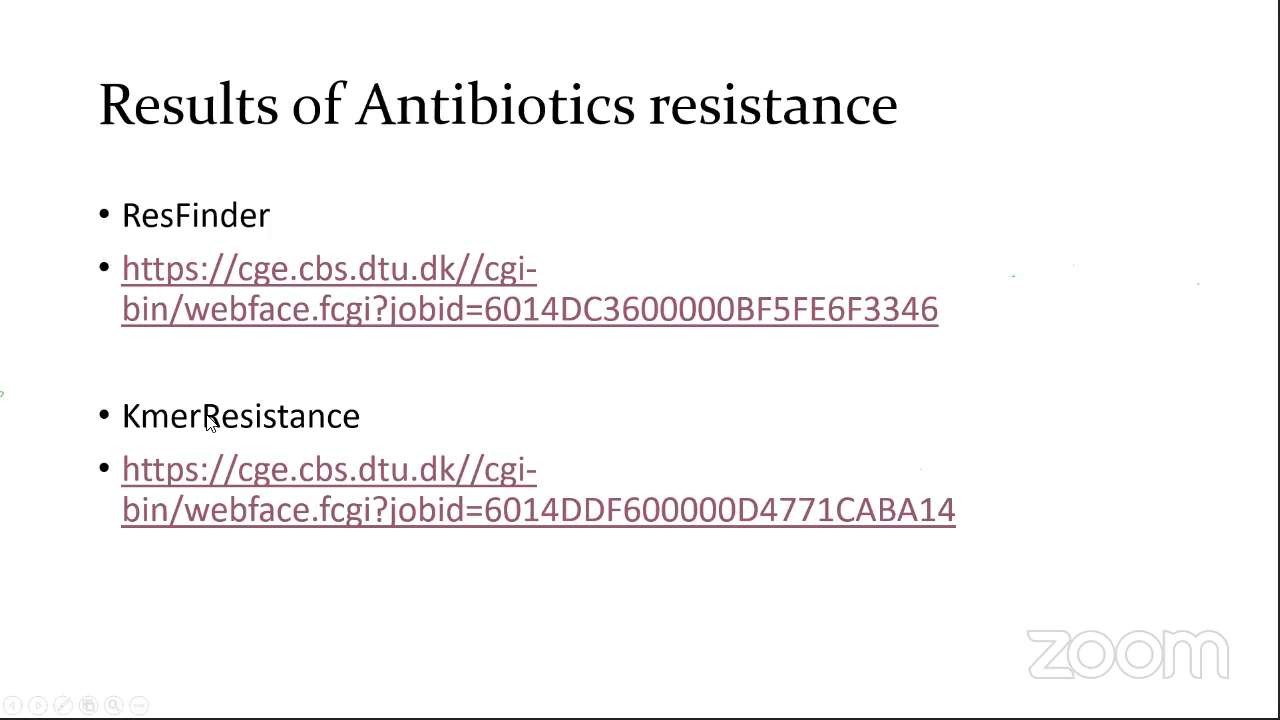 Results of Antibiotics resistance
• ResFinder
• https://cge.cbs.dtu.dk//cgi-
bin/webface.fcgi?jobid=6014DC3600000BF5FE6F3346
• KmerResistance
• https://cge.cbs.dtu.dk//cgi-
bin/webface.fcgi?jobid=6014DDF600000D4771CABA14
zoom